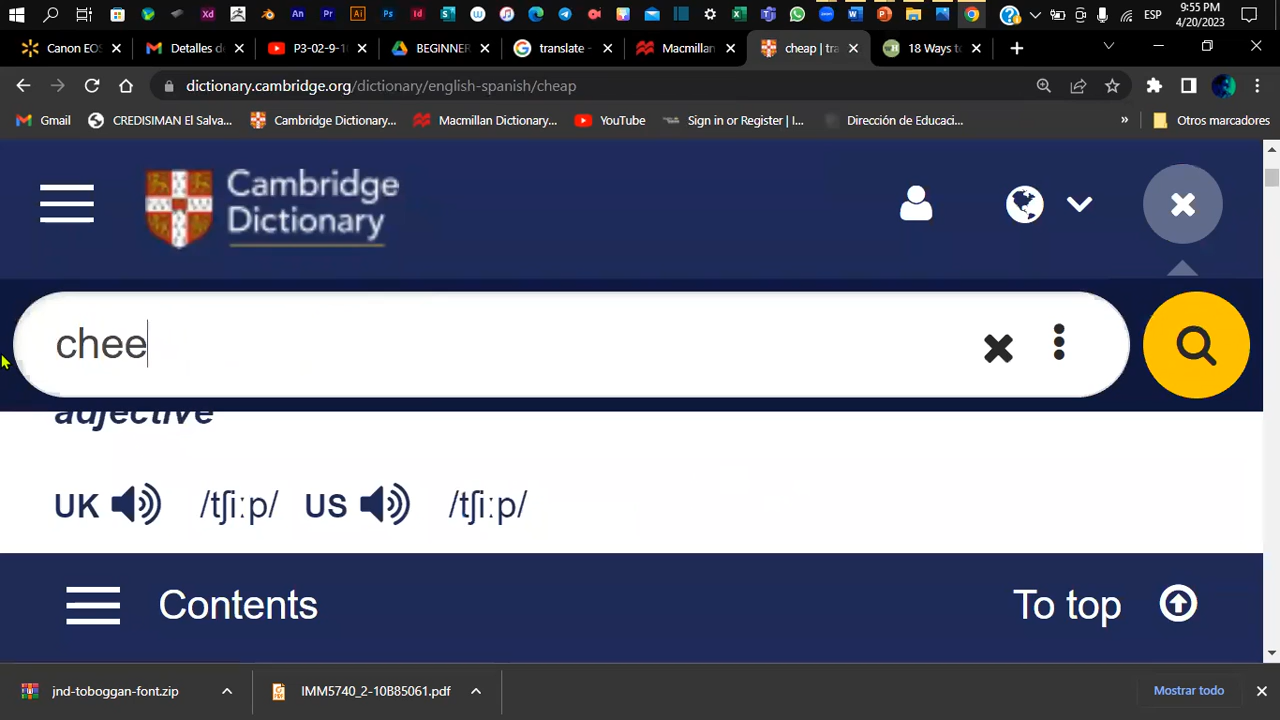 9:55 PM
ESP
4/20/2023
Canon EOS
Detalles de
P3-02-9-1
BEGINNER
translate -
Macmillan
cheap | tra
18 Ways to
dictionary.cambridge.org/dictionary/english-spanish/cheap
Gmail
CREDISIMAN El Salva...
Cambridge Dictionary...
Macmillan Dictionary...
YouTube
Sign in or Register | I...
Dirección de Educaci...
»
Otros marcadores
Cambridge
Dictionary
chee
adjective
UK /tʃiːp/ US /tʃiːp/
Contents
To top
jnd-toboggan-font.zip
IMM5740_2-10B85061.pdf
Mostrar todo